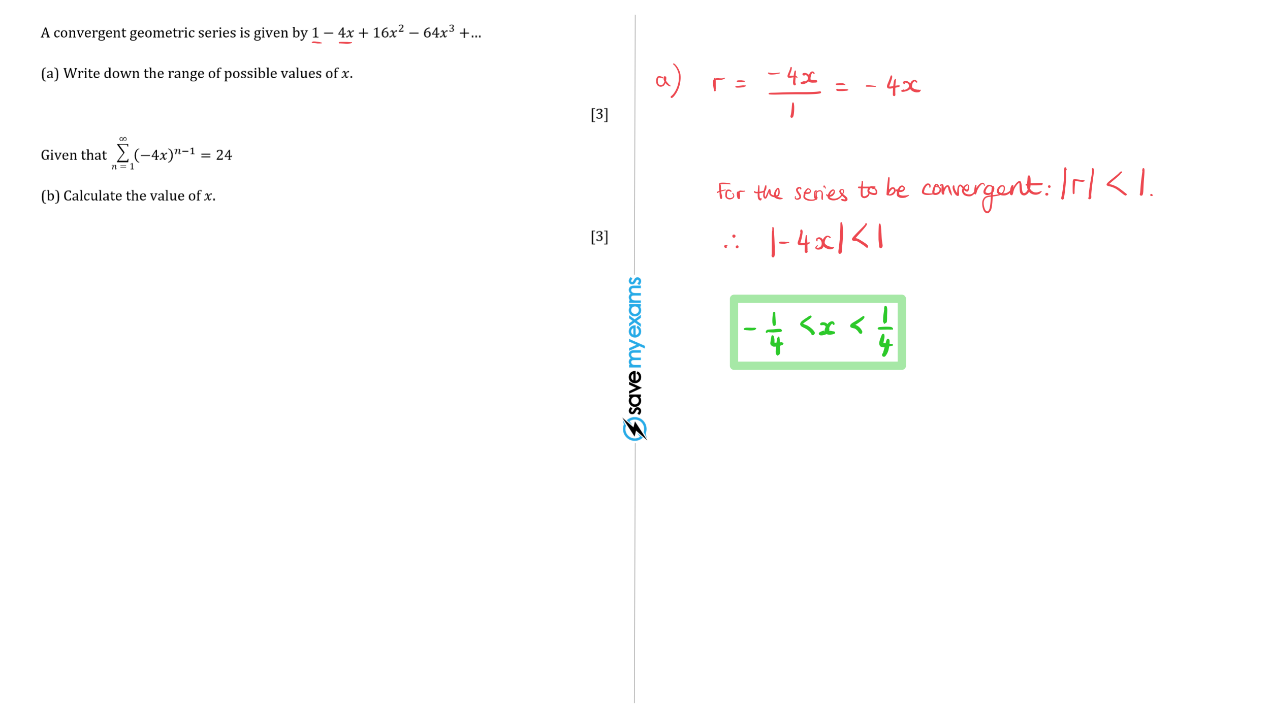 A convergent geometric series is given by 1 − 4x + 16x² − 64x³ +...
(a) Write down the range of possible values of x.
[3]
Given that ∑_{n=1}^{∞} (−4x)ⁿ⁻¹ = 24
(b) Calculate the value of x.
[3]
save my exams
a) r = -4x/1 = -4x
For the series to be convergent: |r| < 1.
∴ |-4x| < 1
-1/4 < x < 1/4